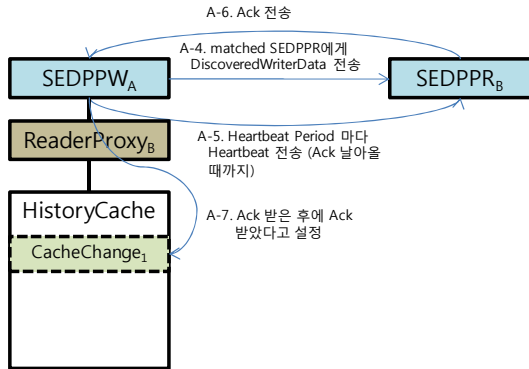 A-6. Ack 전송
A-4. matched SEDPPR에게
DiscoveredWriterData 전송
SEDPPWA
SEDPPRB
ReaderProxyB
A-5. Heartbeat Period 마다
Heartbeat 전송 (Ack 날아올
때까지)
HistoryCache
A-7. Ack 받은 후에 Ack
받았다고 설정
CacheChange1